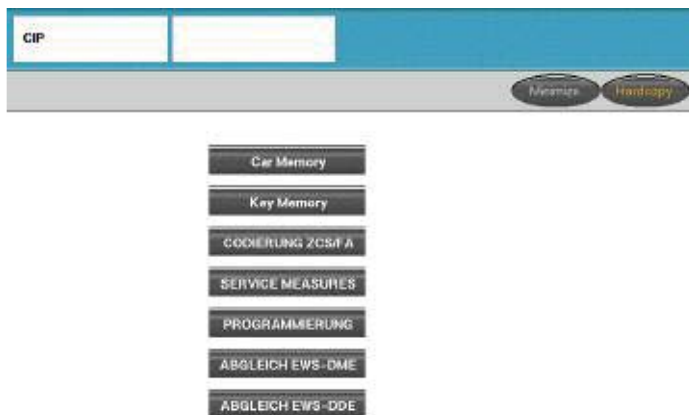 CIP
Minimize Hardcopy
Car Memory
Key Memory
CODIERUNG ZCS/FA
SERVICE MEASURES
PROGRAMMIERUNG
ABGLEICH EWS-DME
ABGLEICH EWS-DDE